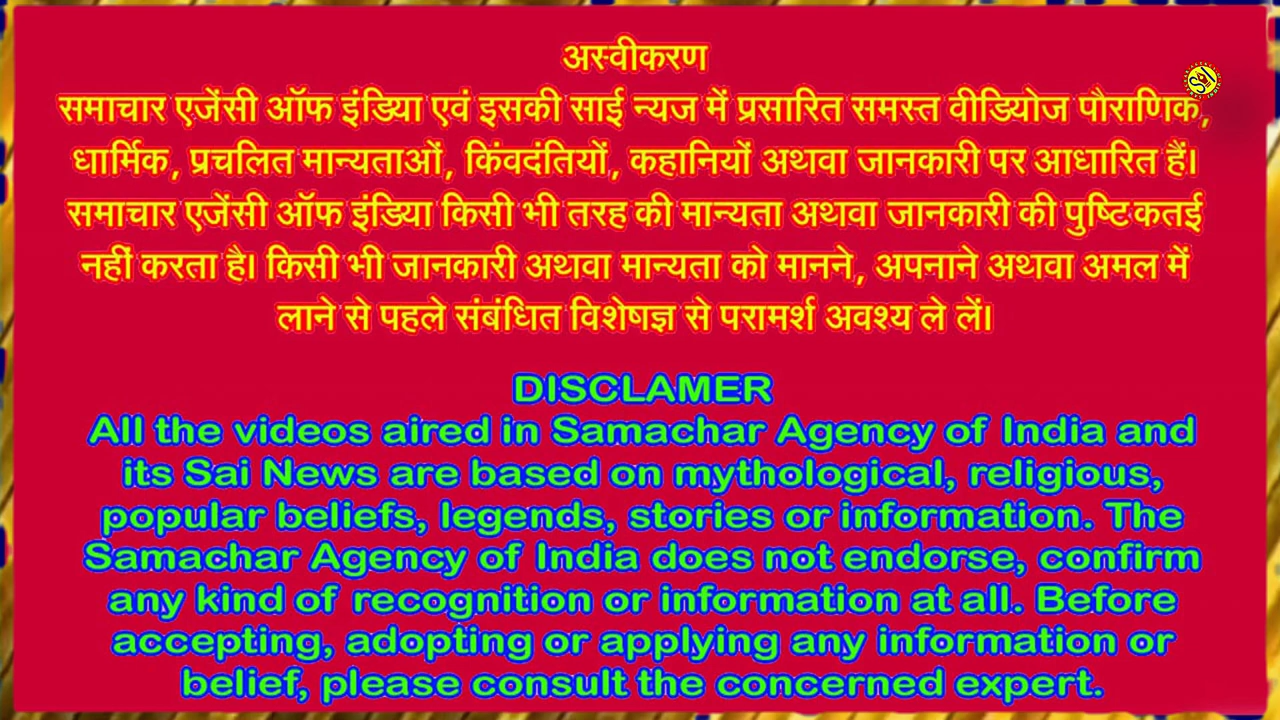 अस्वीकरण
SAI
समाचार एजेंसी ऑफ इंडिया एवं इसकी साई न्यज में प्रसारित समस्त वीडियोज पौराणिक,
धार्मिक, प्रचलित मान्यताओं, किंवदंतियों, कहानियों अथवा जानकारी पर आधारित हैं।
समाचार एजेंसी ऑफ इंडिया किसी भी तरह की मान्यता अथवा जानकारी की पुष्टि कतई
नहीं करता है। किसी भी जानकारी अथवा मान्यता को मानने, अपनाने अथवा अमल में
लाने से पहले संबंधित विशेषज्ञ से परामर्श अवश्य ले लें।
DISCLAMER
All the videos aired in Samachar Agency of India and
its Sai News are based on mythological, religious,
popular beliefs, legends, stories or information. The
Samachar Agency of India does not endorse, confirm
any kind of recognition or information at all. Before
accepting, adopting or applying any information or
belief, please consult the concerned expert.